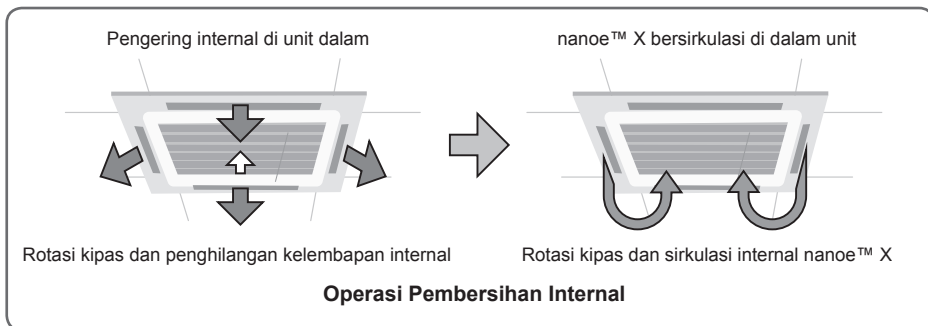 Pengering internal di unit dalam
nanoe™ X bersirkulasi di dalam unit
Rotasi kipas dan penghilangan kelembapan internal
Rotasi kipas dan sirkulasi internal nanoe™ X
Operasi Pembersihan Internal